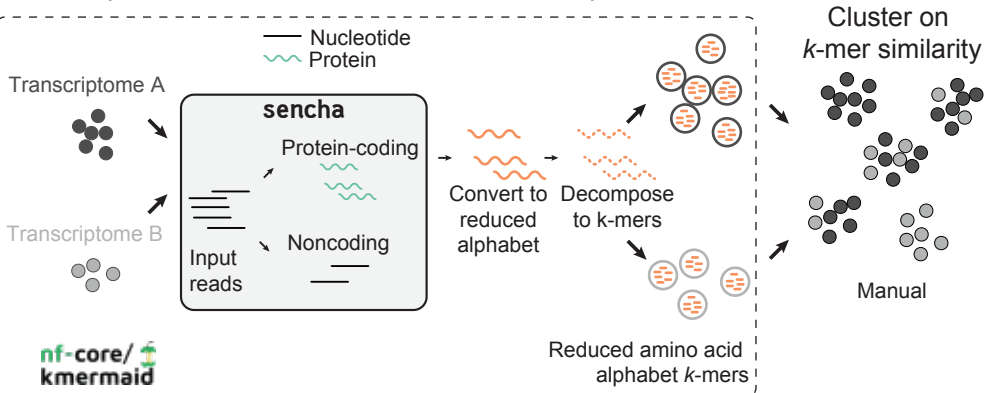 Nucleotide
Protein
Transcriptome A
sencha
Protein-coding
Transcriptome B
Input
reads
Noncoding
Convert to
reduced
alphabet
Decompose
to k-mers
Reduced amino acid
alphabet k-mers
nf-core/
kmermaid
Cluster on
k-mer similarity
Manual